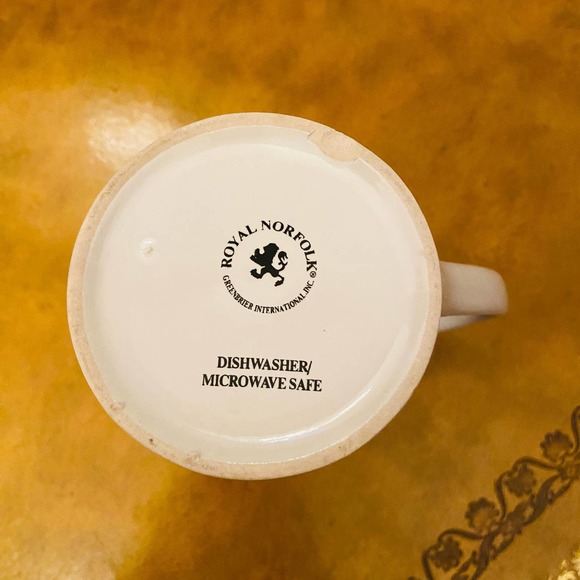 ROYAL NORFOLK
GREENBRIER INTERNATIONAL, INC.®
DISHWASHER/
MICROWAVE SAFE